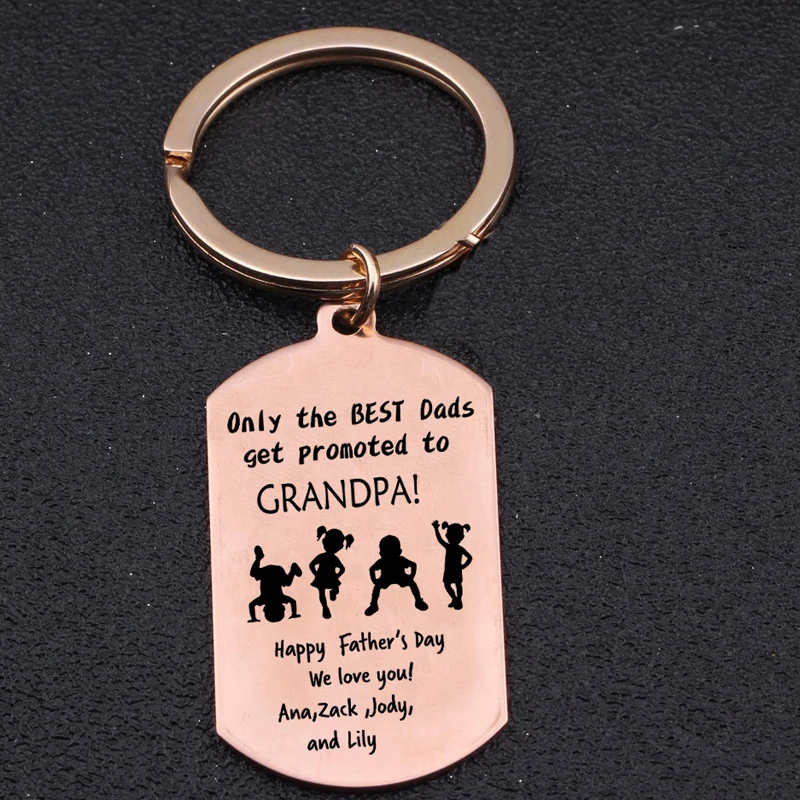 Only the BEST Dads
get promoted to
GRANDPA!
Happy Father's Day
We love you!
Ana,Zack ,Jody,
and Lily